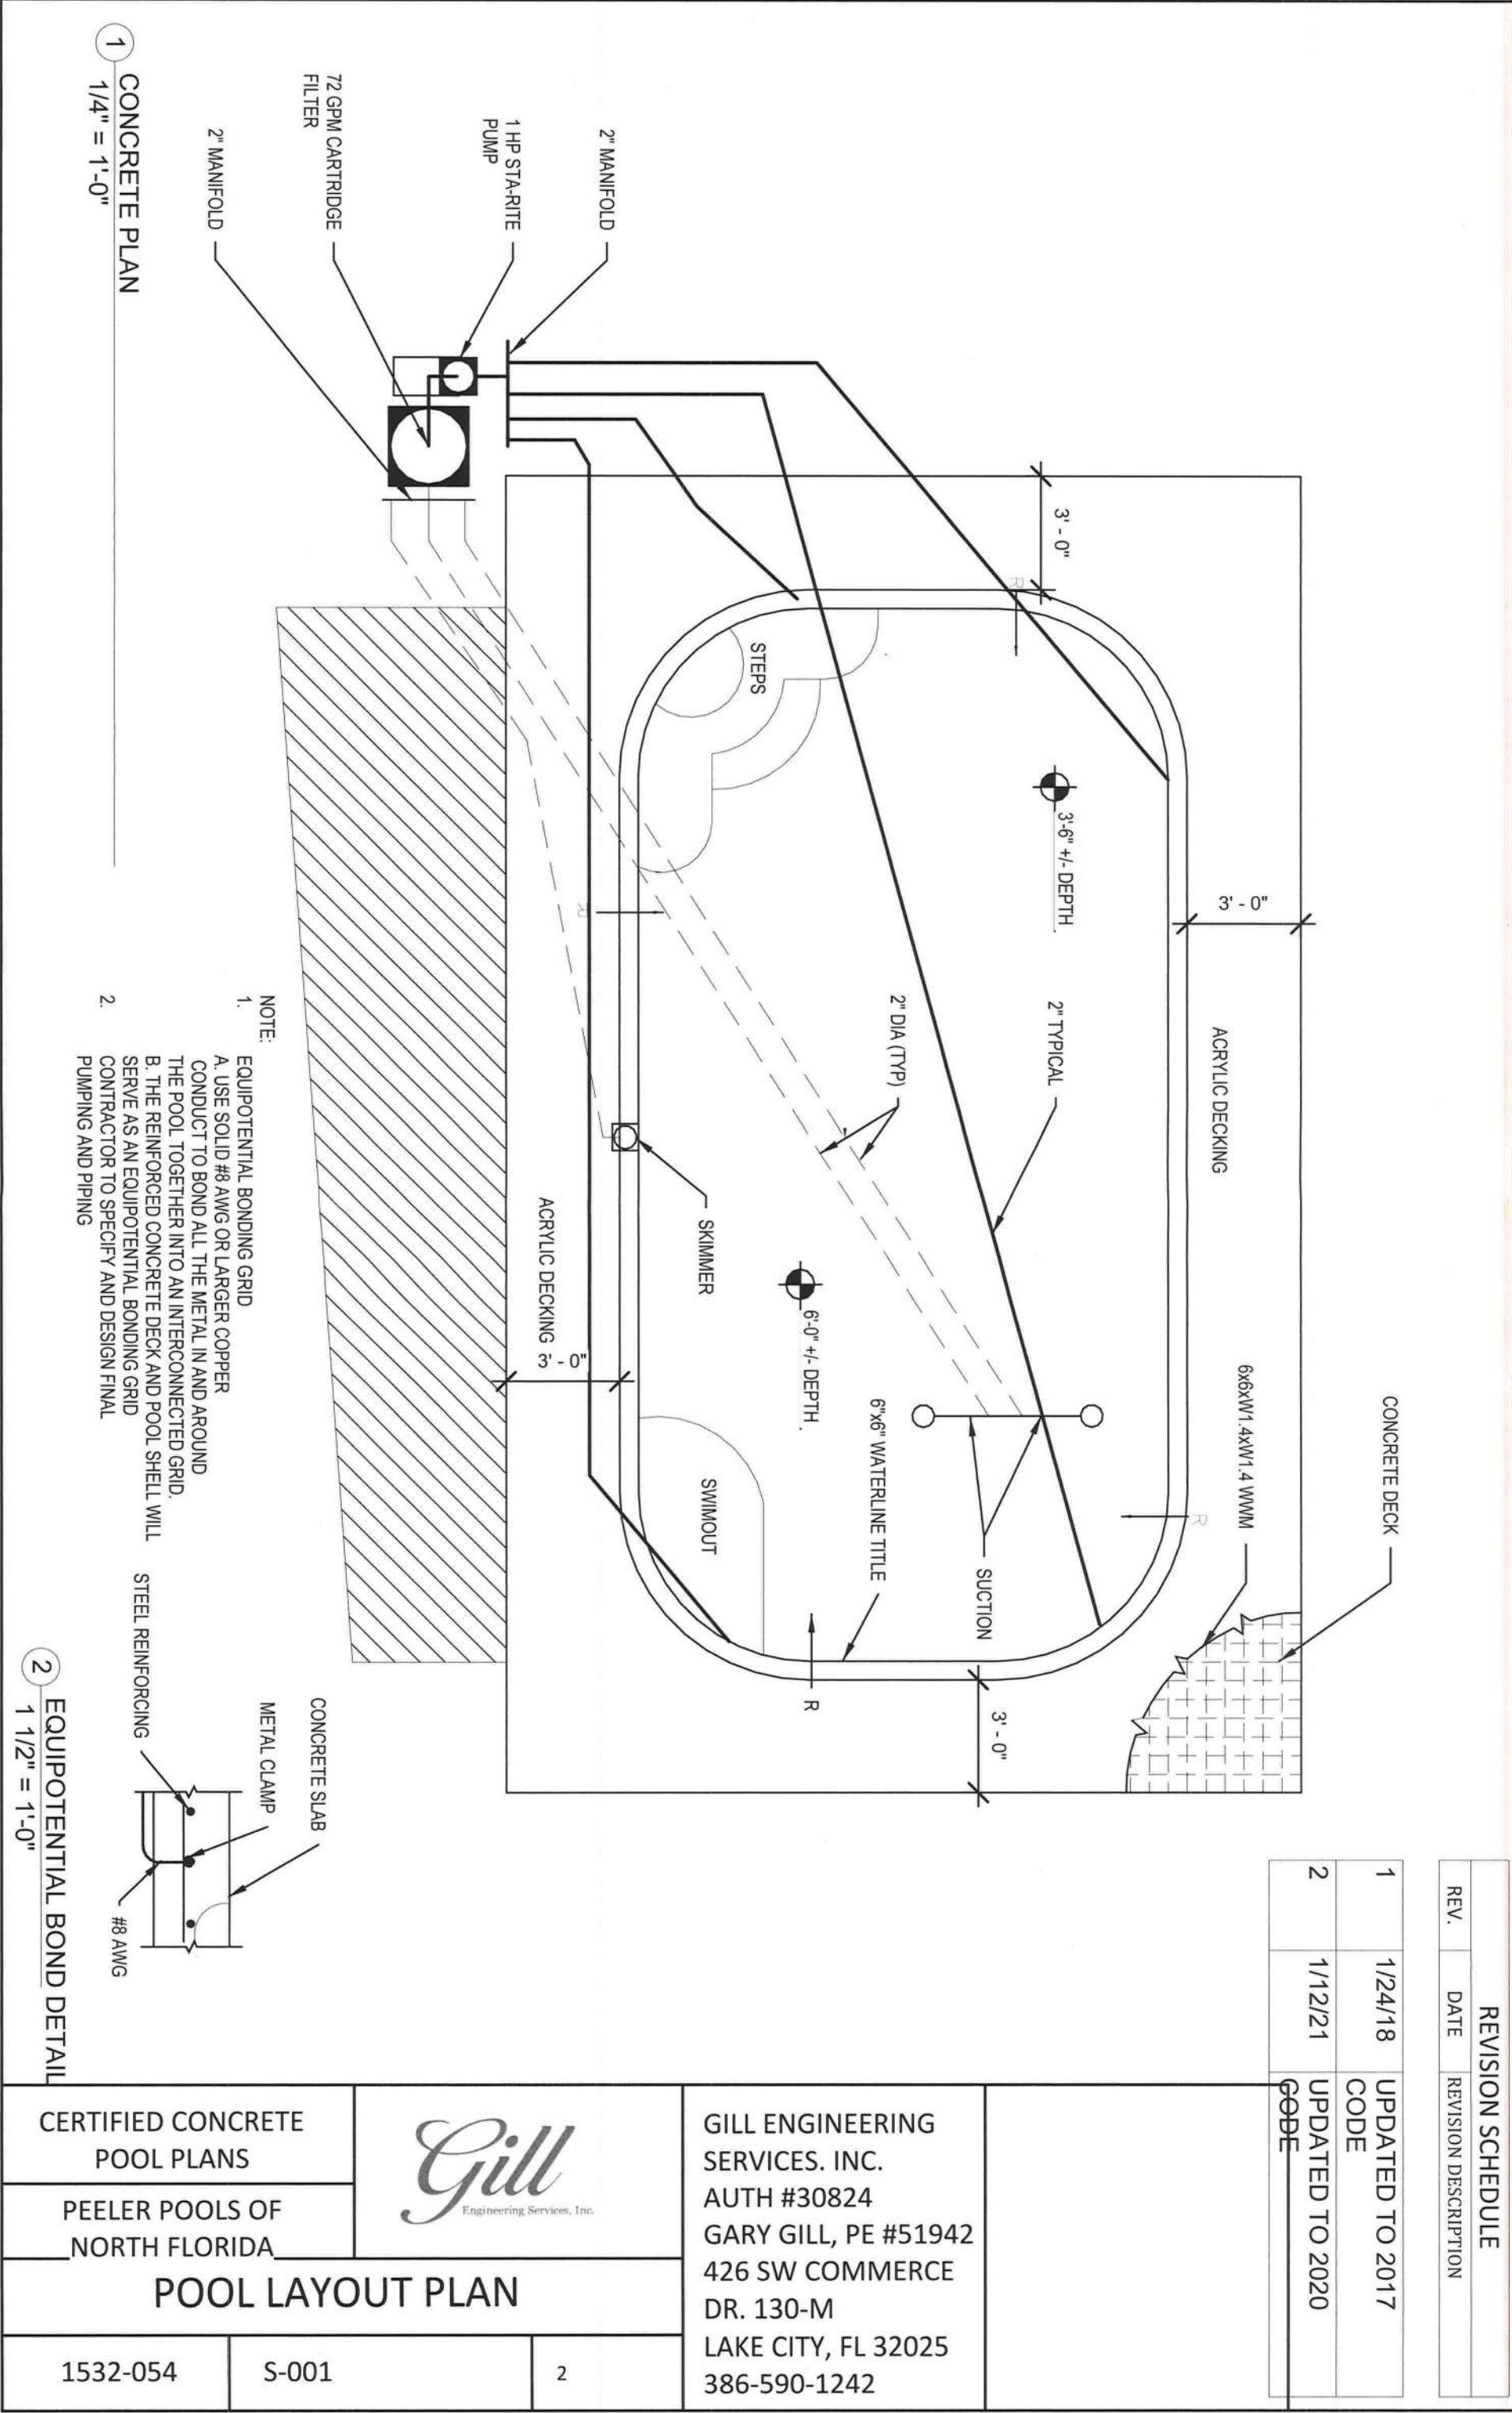 REVISION SCHEDULE
REV.
DATE
REVISION DESCRIPTION
1
1/24/18
UPDATED TO 2017
CODE
2
1/12/21
UPDATED TO 2020
CODE
CONCRETE DECK
6x6xW1.4xW1.4 WWM
3' - 0"
ACRYLIC DECKING
3' - 0"
R
R
3'-6" +/- DEPTH
2" TYPICAL
2" DIA (TYP)
SUCTION
3' - 0"
6"x6" WATERLINE TITLE
R
6'-0" +/- DEPTH
STEPS
SKIMMER
SWIMOUT
R
ACRYLIC DECKING
3' - 0"
2" MANIFOLD
1 HP STA-RITE
PUMP
72 GPM CARTRIDGE
FILTER
2" MANIFOLD
1
CONCRETE PLAN
1/4" = 1'-0"
NOTE:
1.
EQUIPOTENTIAL BONDING GRID
A. USE SOLID #8 AWG OR LARGER COPPER
CONDUCT TO BOND ALL THE METAL IN AND AROUND
THE POOL TOGETHER INTO AN INTERCONNECTED GRID.
B. THE REINFORCED CONCRETE DECK AND POOL SHELL WILL
SERVE AS AN EQUIPOTENTIAL BONDING GRID
2.
CONTRACTOR TO SPECIFY AND DESIGN FINAL
PUMPING AND PIPING
CONCRETE SLAB
METAL CLAMP
STEEL REINFORCING
#8 AWG
2
EQUIPOTENTIAL BOND DETAIL
1 1/2" = 1'-0"
CERTIFIED CONCRETE
POOL PLANS
PEELER POOLS OF
NORTH FLORIDA
Gill
Engineering Services, Inc.
POOL LAYOUT PLAN
1532-054
S-001
2
GILL ENGINEERING
SERVICES. INC.
AUTH #30824
GARY GILL, PE #51942
426 SW COMMERCE
DR. 130-M
LAKE CITY, FL 32025
386-590-1242